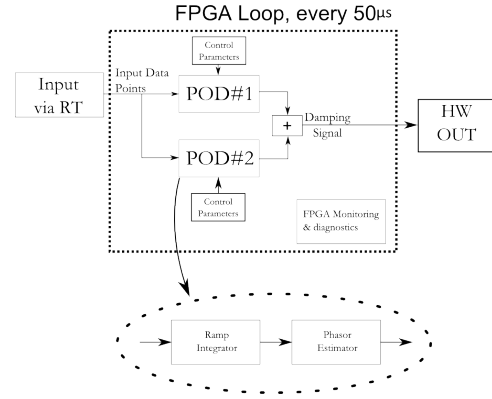 FPGA Loop, every 50µs
Control
Parameters
Input
via RT
Input Data
Points
POD#1
+
Damping
Signal
HW
OUT
POD#2
Control
Parameters
FPGA Monitoring
& diagnostics
Ramp
Integrator
Phasor
Estimator